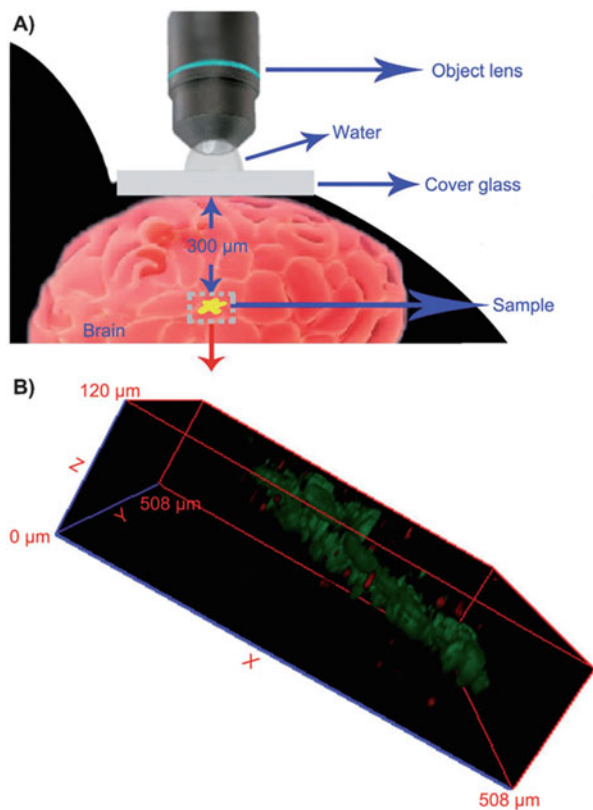 A)
Object lens
Water
Cover glass
300 µm
Sample
Brain
B)
120 µm
Z
Y
508 µm
0 µm
X
508 µm